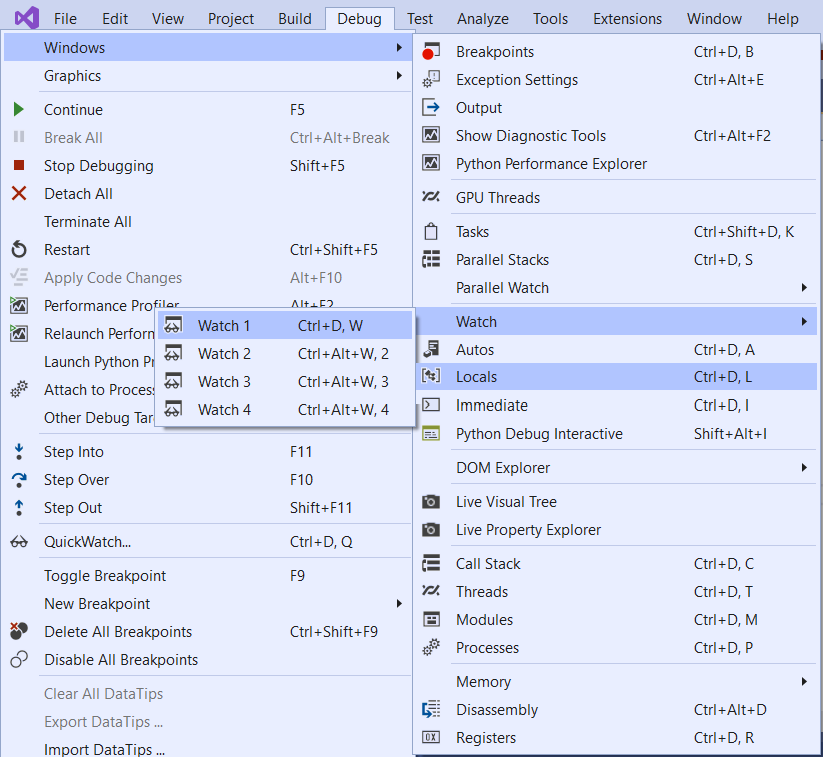 File Edit View Project Build Debug Test Analyze Tools Extensions Window Help
Windows
Graphics
Continue F5
Break All Ctrl+Alt+Break
Stop Debugging Shift+F5
Detach All
Terminate All
Restart Ctrl+Shift+F5
Apply Code Changes Alt+F10
Performance Profiler Alt+F2
Relaunch Perform
Launch Python Pr
Attach to Process
Other Debug Tar
Step Into F11
Step Over F10
Step Out Shift+F11
QuickWatch... Ctrl+D, Q
Toggle Breakpoint F9
New Breakpoint
Delete All Breakpoints Ctrl+Shift+F9
Disable All Breakpoints
Clear All DataTips
Export DataTips ...
Import DataTips ...
Watch 1 Ctrl+D, W
Watch 2 Ctrl+Alt+W, 2
Watch 3 Ctrl+Alt+W, 3
Watch 4 Ctrl+Alt+W, 4
Breakpoints Ctrl+D, B
Exception Settings Ctrl+Alt+E
Output
Show Diagnostic Tools Ctrl+Alt+F2
Python Performance Explorer
GPU Threads
Tasks Ctrl+Shift+D, K
Parallel Stacks Ctrl+D, S
Parallel Watch
Watch
Autos Ctrl+D, A
Locals Ctrl+D, L
Immediate Ctrl+D, I
Python Debug Interactive Shift+Alt+I
DOM Explorer
Live Visual Tree
Live Property Explorer
Call Stack Ctrl+D, C
Threads Ctrl+D, T
Modules Ctrl+D, M
Processes Ctrl+D, P
Memory
Disassembly Ctrl+Alt+D
Registers Ctrl+D, R